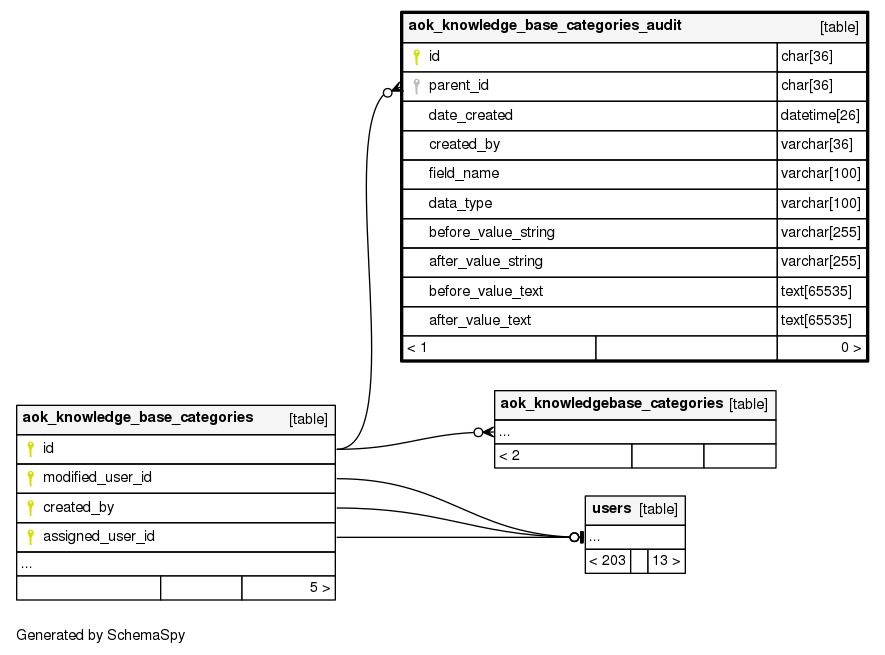 aok_knowledge_base_categories_audit [table]
id char[36]
parent_id char[36]
date_created datetime[26]
created_by varchar[36]
field_name varchar[100]
data_type varchar[100]
before_value_string varchar[255]
after_value_string varchar[255]
before_value_text text[65535]
after_value_text text[65535]
< 1 0 >
aok_knowledge_base_categories [table]
id
modified_user_id
created_by
assigned_user_id
...
5 >
aok_knowledgebase_categories [table]
...
< 2
users [table]
...
< 203 13 >
Generated by SchemaSpy